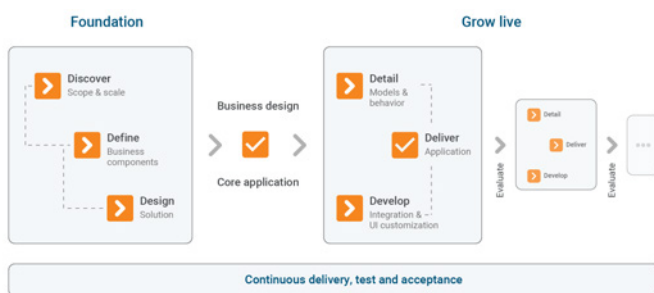 Foundation
Grow live
Discover
Scope & scale
Define
Business
components
Design
Solution
Business design
Core application
Detail
Models &
behavior
Deliver
Application
Develop
Integration &
UI customization
Evaluate
Detail
Deliver
Develop
Evaluate
...
Continuous delivery, test and acceptance